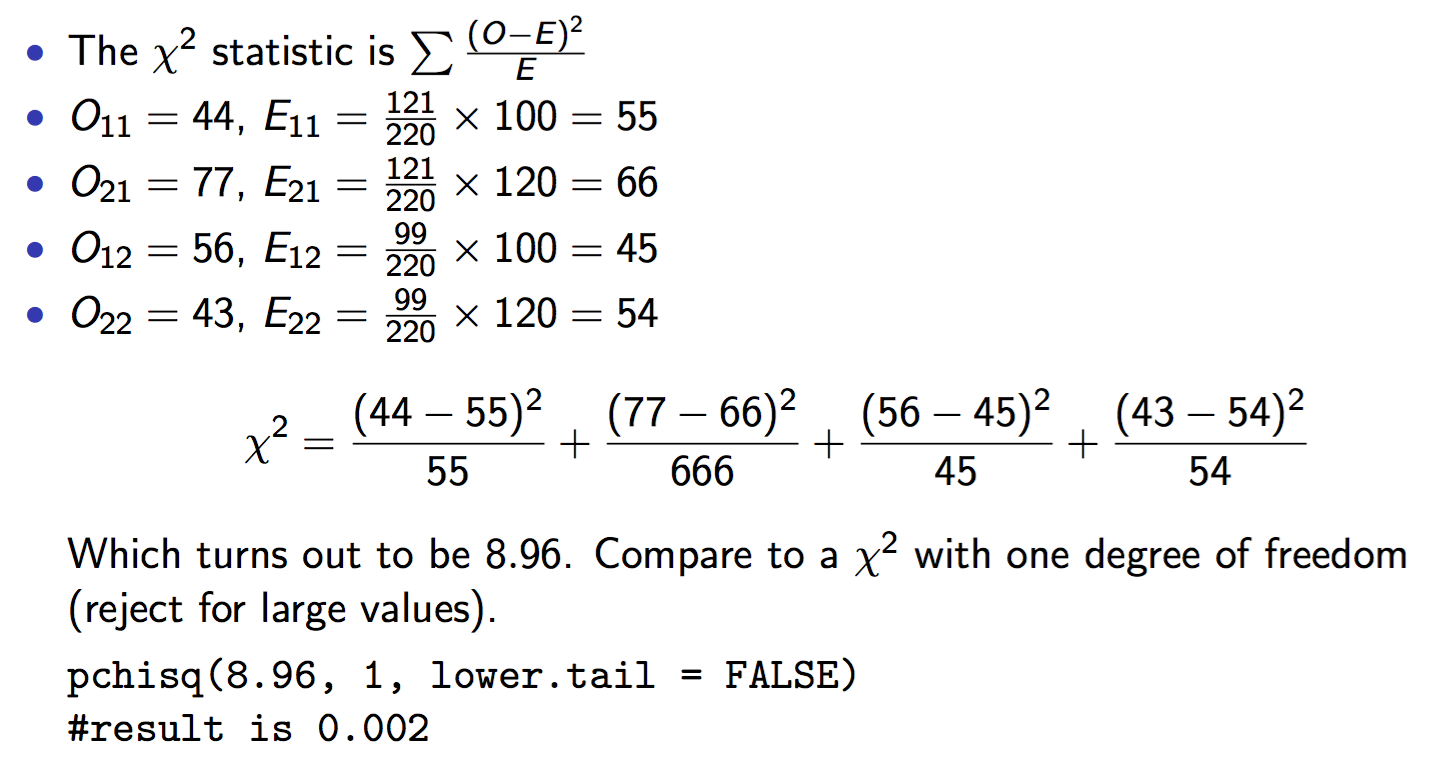 • The χ² statistic is ∑ (O−E)²/E
• O₁₁ = 44, E₁₁ = 121/220 × 100 = 55
• O₂₁ = 77, E₂₁ = 121/220 × 120 = 66
• O₁₂ = 56, E₁₂ = 99/220 × 100 = 45
• O₂₂ = 43, E₂₂ = 99/220 × 120 = 54
χ² = (44 − 55)²/55 + (77 − 66)²/666 + (56 − 45)²/45 + (43 − 54)²/54
Which turns out to be 8.96. Compare to a χ² with one degree of freedom
(reject for large values).
pchisq(8.96, 1, lower.tail = FALSE)
#result is 0.002